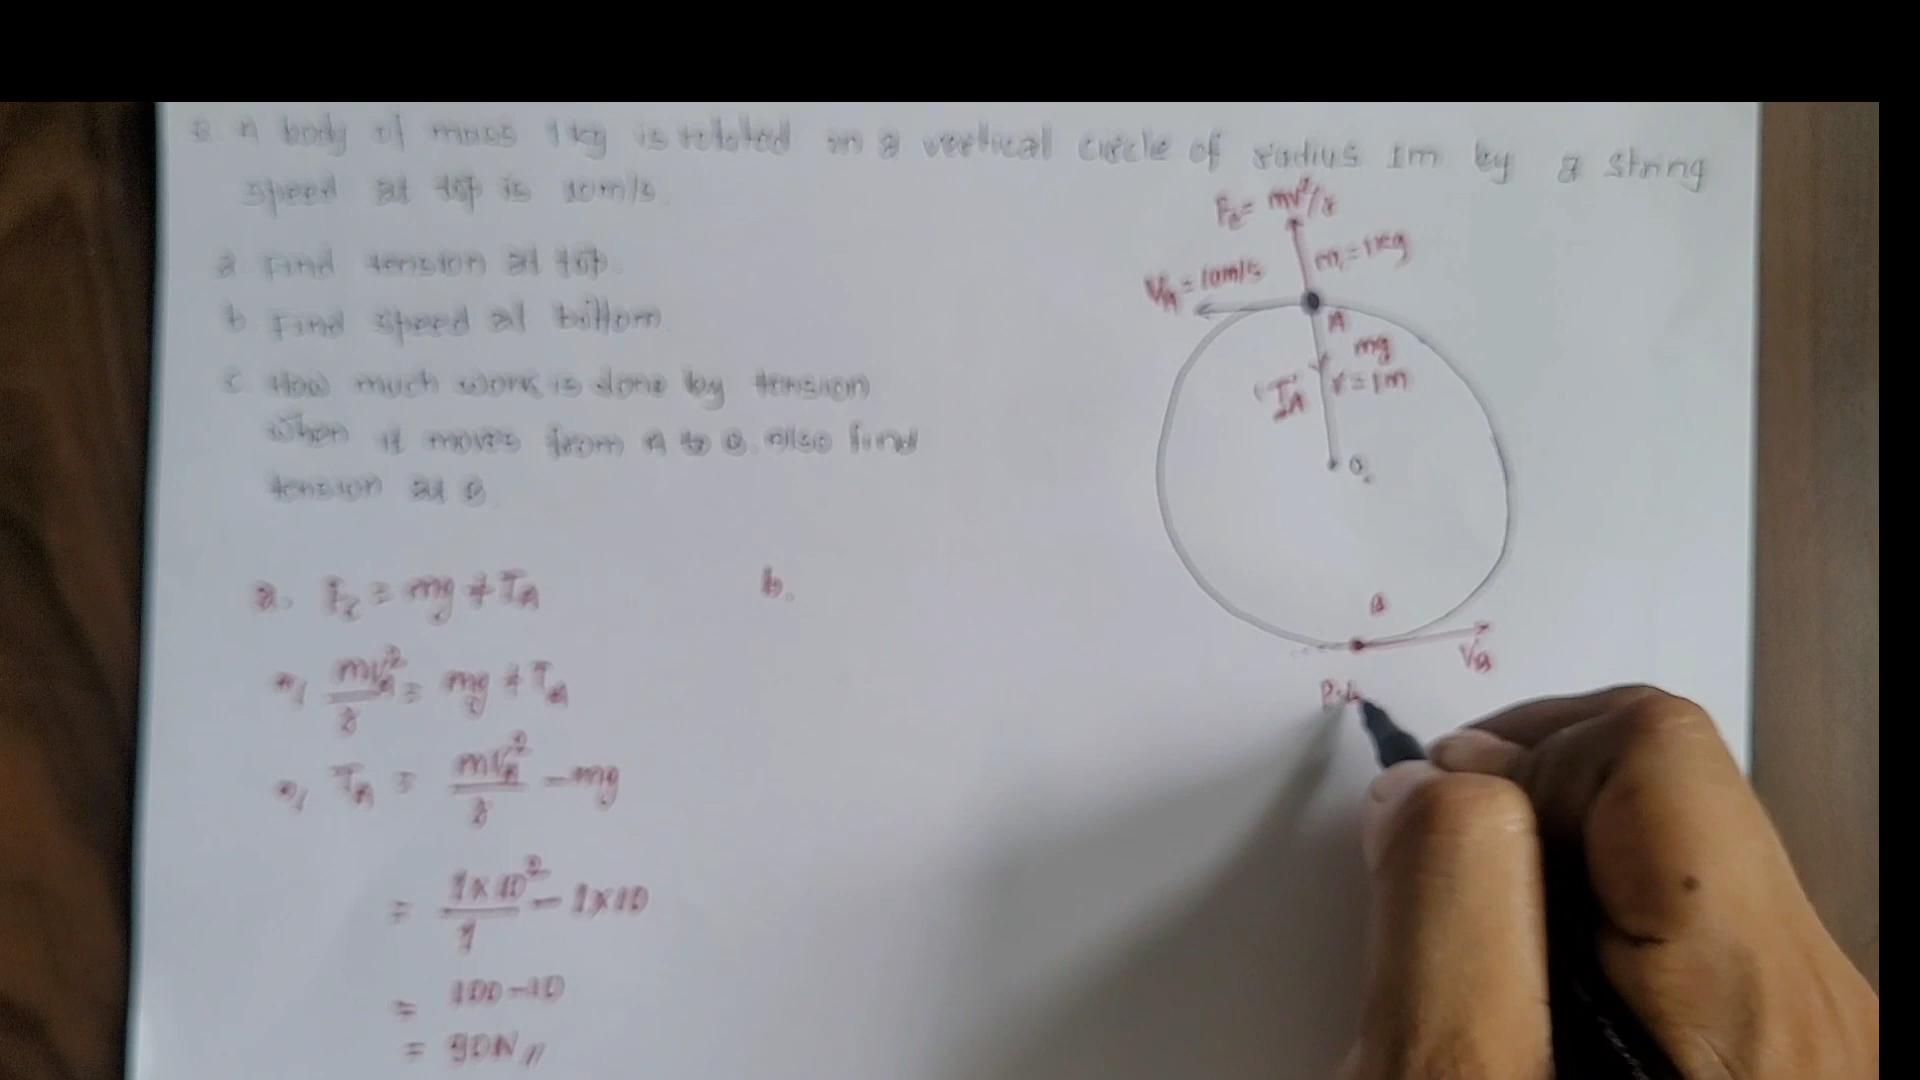 A body of mass 1kg is rotated in a vertical circle of radius 1m by a string
speed at top is 10m/s.
a Find tension at top.
b Find speed at bottom
c How much work is done by tension
when it moves from A to B. Also find
tension at B
Fc = mv²/r
m = 1kg
VA = 10m/s
A
mg
TA
r = 1m
O
B
VB
a. Fc = mg + TA
mVA²/r = mg + TA
TA = mVA²/r - mg
= 1×10²/1 - 1×10
= 100-10
= 90N //
b.